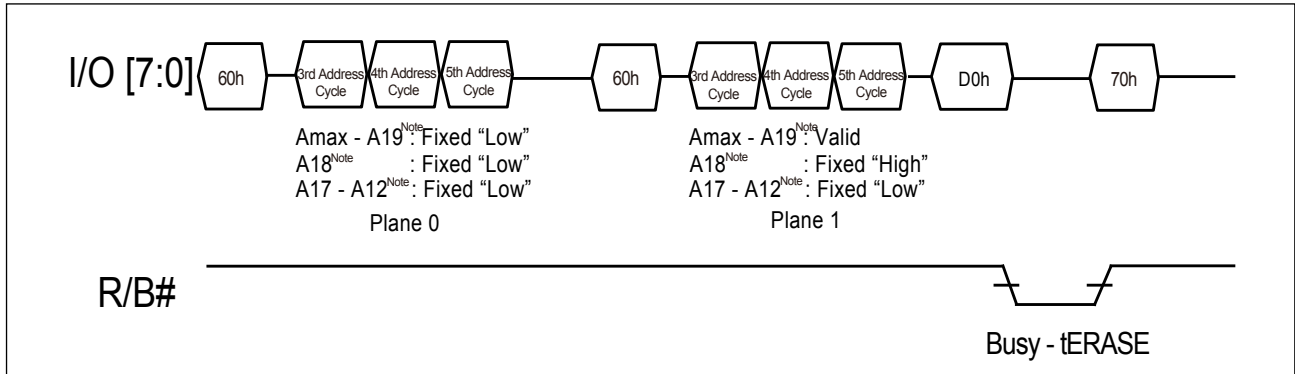 I/O [7:0]
60h
3rd Address
Cycle
4th Address
Cycle
5th Address
Cycle
60h
3rd Address
Cycle
4th Address
Cycle
5th Address
Cycle
D0h
70h
Amax - A19Note: Fixed “Low”
A18Note : Fixed “Low”
A17 - A12Note : Fixed “Low”
Plane 0
Amax - A19Note: Valid
A18Note : Fixed “High”
A17 - A12Note : Fixed “Low”
Plane 1
R/B#
Busy - tERASE